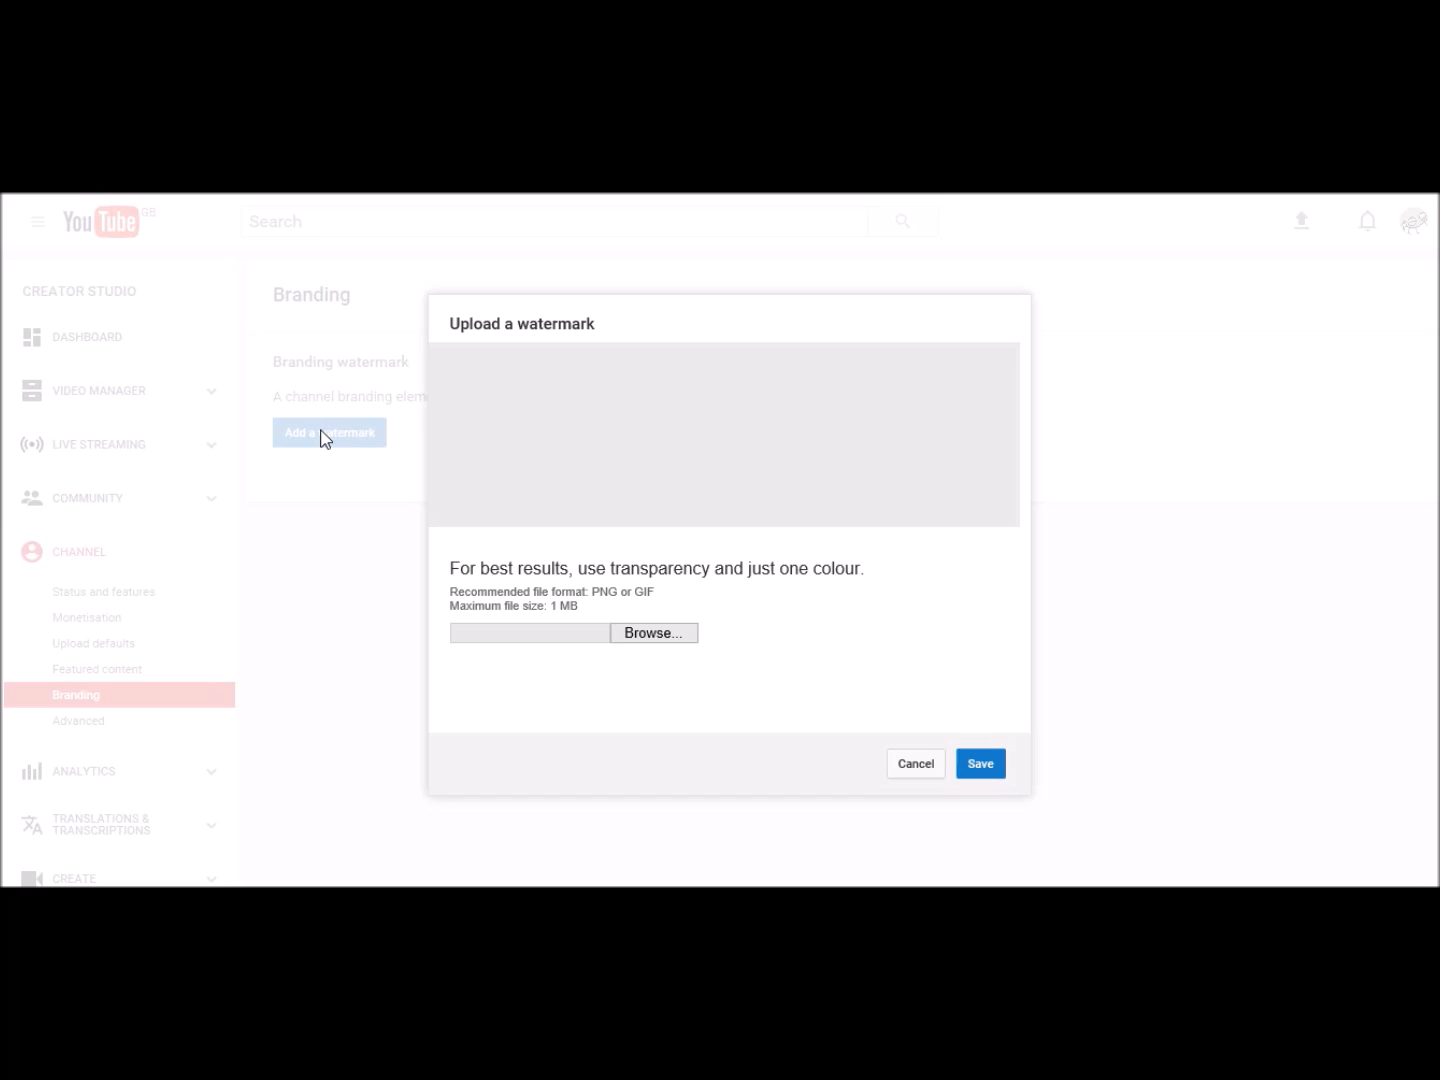 YouTube GB
Search
CREATOR STUDIO
DASHBOARD
VIDEO MANAGER
LIVE STREAMING
COMMUNITY
CHANNEL
Status and features
Monetisation
Upload defaults
Featured content
Branding
Advanced
ANALYTICS
TRANSLATIONS &
TRANSCRIPTIONS
CREATE
Branding
Branding watermark
A channel branding elem
Add a watermark
Upload a watermark
For best results, use transparency and just one colour.
Recommended file format: PNG or GIF
Maximum file size: 1 MB
Browse...
Cancel
Save